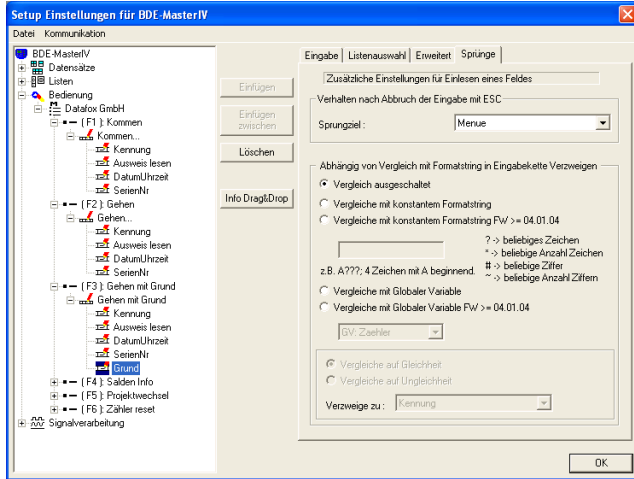 Setup Einstellungen für BDE-MasterIV
Datei Kommunikation
BDE-MasterIV
Datensätze
Listen
Bedienung
Datafox GmbH
( F1 ): Kommen
Kommen...
Kennung
Ausweis lesen
DatumUhrzeit
SerienNr
( F2 ): Gehen
Gehen...
Kennung
Ausweis lesen
DatumUhrzeit
SerienNr
( F3 ): Gehen mit Grund
Gehen mit Grund
Kennung
Ausweis lesen
DatumUhrzeit
SerienNr
Grund
( F4 ): Salden Info
( F5 ): Projektwechsel
( F6 ): Zähler reset
Signalverarbeitung
Einfügen
Einfügen
zwischen
Löschen
Info Drag&Drop
Eingabe Listenauswahl Erweitert Sprünge
Zusätzliche Einstellungen für Einlesen eines Feldes
Verhalten nach Abbruch der Eingabe mit ESC
Sprungziel : Menue
Abhängig von Vergleich mit Formatstring in Eingabekette Verzweigen
Vergleich ausgeschaltet
Vergleiche mit konstantem Formatstring
Vergleiche mit konstantem Formatstring FW >= 04.01.04
? -> beliebiges Zeichen
* -> beliebige Anzahl Zeichen
# -> beliebige Ziffer
~ -> beliebige Anzahl Ziffern
z.B. A???; 4 Zeichen mit A beginnend.
Vergleiche mit Globaler Variable
Vergleiche mit Globaler Variable FW >= 04.01.04
GV: Zaehler
Vergleiche auf Gleichheit
Vergleiche auf Ungleichheit
Verzweige zu : Kennung
OK